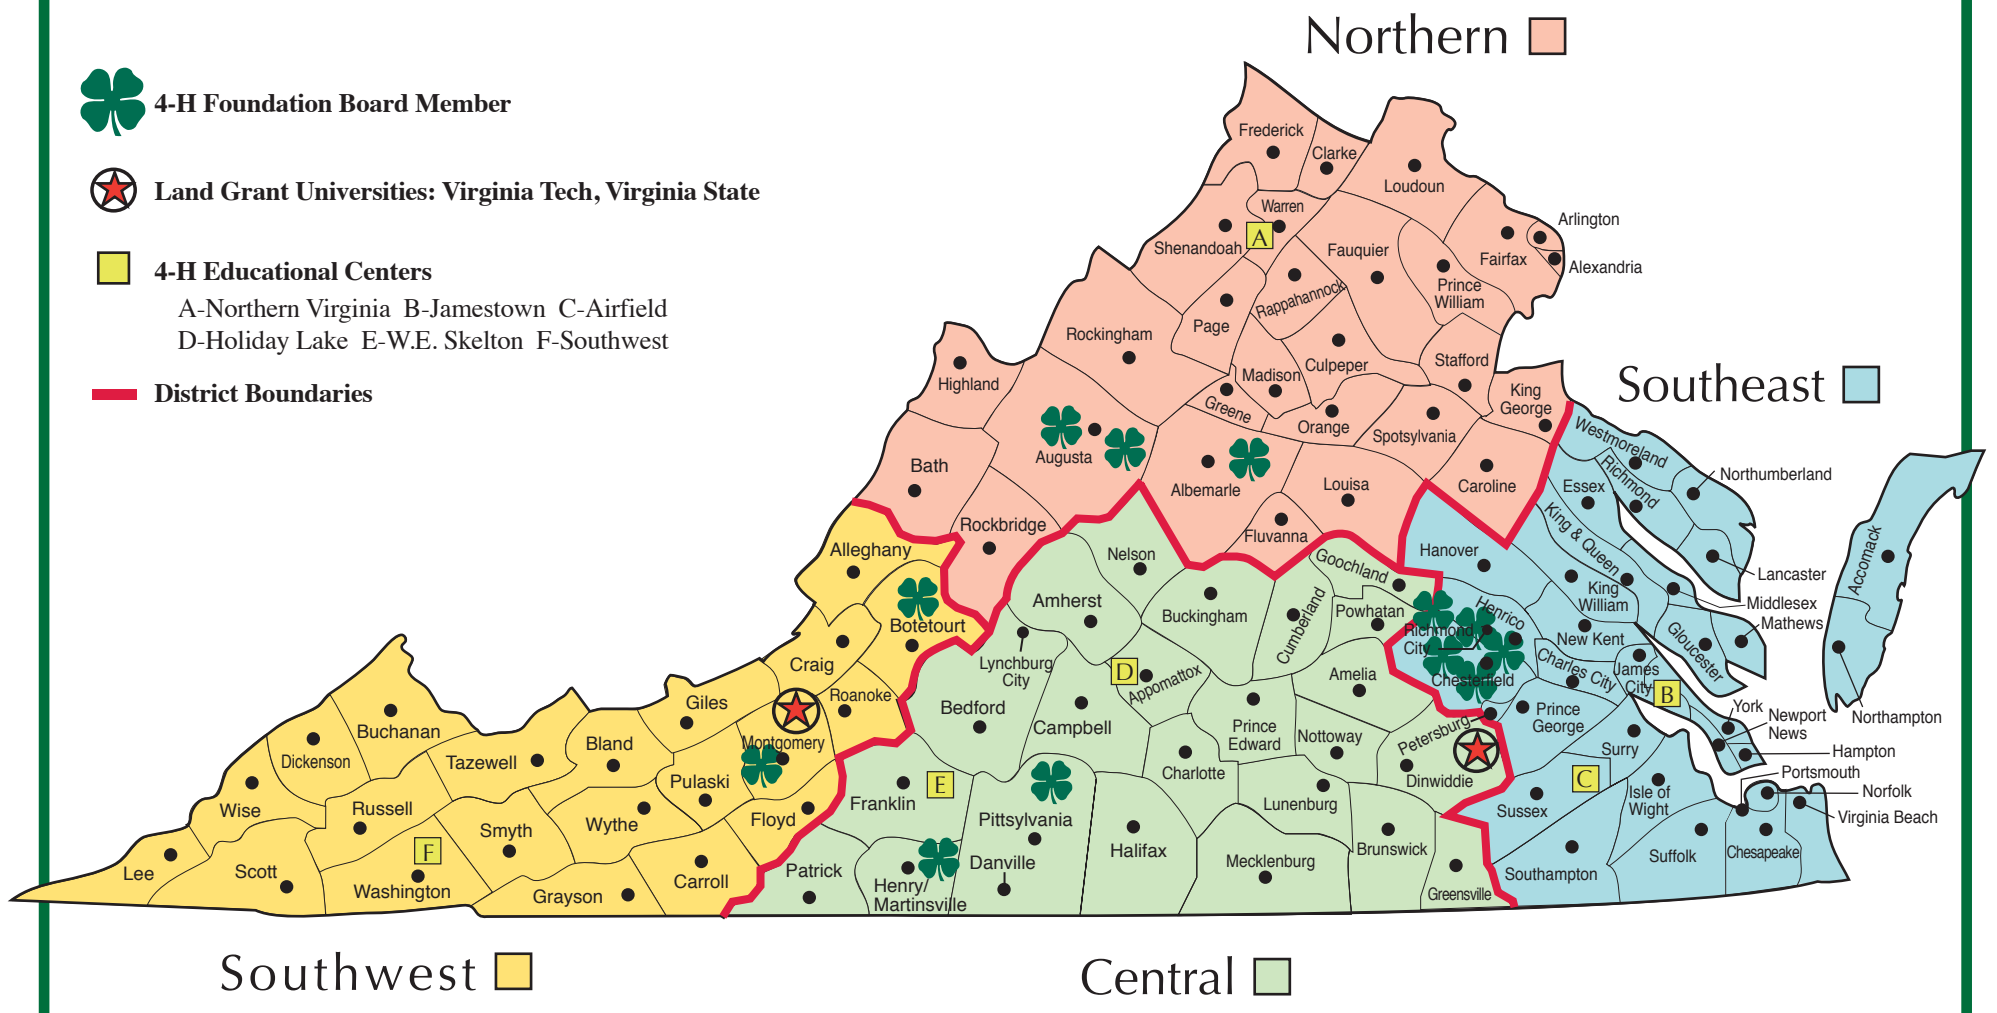 Northern
4-H Foundation Board Member
Land Grant Universities: Virginia Tech, Virginia State
4-H Educational Centers
A-Northern Virginia B-Jamestown C-Airfield
D-Holiday Lake E-W.E. Skelton F-Southwest
District Boundaries
Frederick
Clarke
Loudoun
Warren
Arlington
Shenandoah
A
Fauquier
Fairfax
Alexandria
Prince
William
Rappahannock
Page
Rockingham
Culpeper
Stafford
Highland
Madison
King
George
Southeast
Greene
Orange
Spotsylvania
Westmoreland
Augusta
Bath
Albemarle
Louisa
Caroline
Essex
Richmond
Northumberland
Rockbridge
Fluvanna
King & Queen
Alleghany
Nelson
Goochland
Hanover
Accomack
Lancaster
Amherst
Buckingham
Cumberland
Powhatan
Henrico
King
William
Middlesex
Mathews
Botetourt
Richmond
City
New Kent
Gloucester
Craig
Lynchburg
City
D
Appomattox
Amelia
Chesterfield
Charles City
James
City
B
Roanoke
Giles
Bedford
Campbell
Prince
Edward
Nottoway
Petersburg
Prince
George
York
Newport
News
Northampton
Buchanan
Bland
Montgomery
Surry
Hampton
Dickenson
Tazewell
Pulaski
Charlotte
Dinwiddie
C
Portsmouth
Wise
Russell
Franklin
E
Lunenburg
Sussex
Isle of
Wight
Norfolk
Virginia Beach
Smyth
Wythe
Floyd
Pittsylvania
F
Halifax
Mecklenburg
Brunswick
Suffolk
Chesapeake
Lee
Scott
Washington
Grayson
Carroll
Patrick
Henry/
Martinsville
Danville
Greensville
Southampton
Southwest
Central